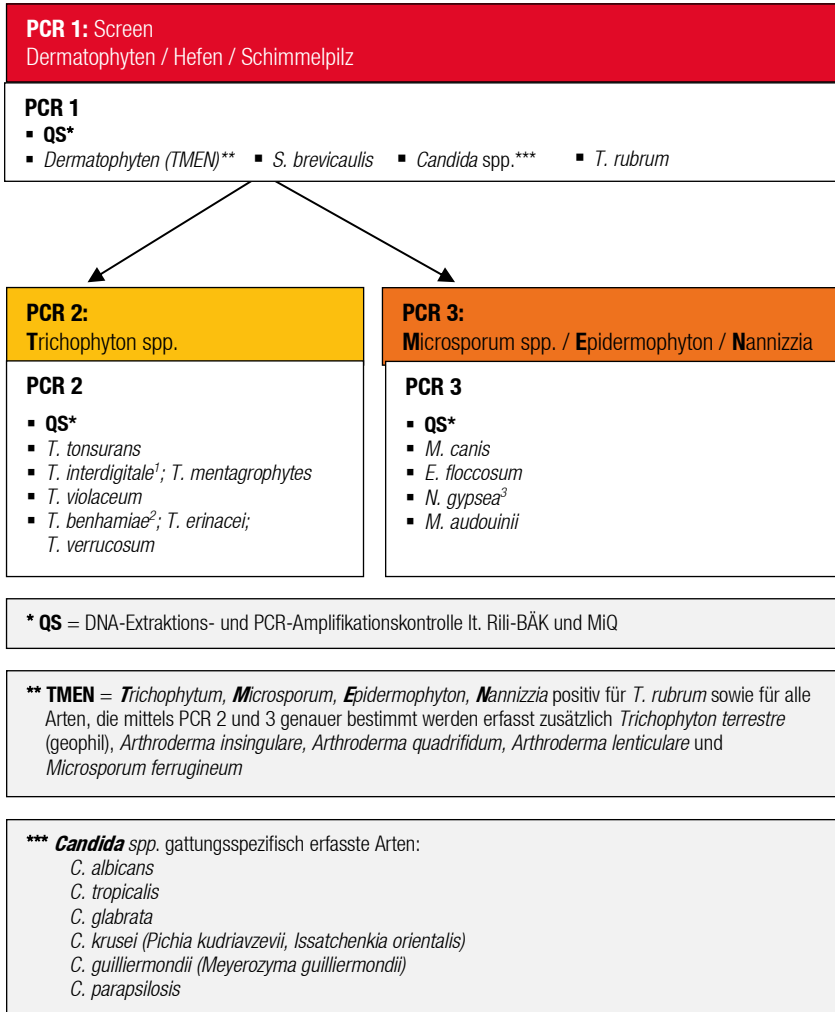 PCR 1: Screen
Dermatophyten / Hefen / Schimmelpilz
PCR 1
▪ QS*
▪ Dermatophyten (TMEN)** ▪ S. brevicaulis ▪ Candida spp.*** ▪ T. rubrum
PCR 2:
Trichophyton spp.
PCR 2
▪ QS*
▪ T. tonsurans
▪ T. interdigitale¹; T. mentagrophytes
▪ T. violaceum
▪ T. benhamiae²; T. erinacei;
T. verrucosum
PCR 3:
Microsporum spp. / Epidermophyton / Nannizzia
PCR 3
▪ QS*
▪ M. canis
▪ E. floccosum
▪ N. gypsea³
▪ M. audouinii
* QS = DNA-Extraktions- und PCR-Amplifikationskontrolle lt. Rili-BÄK und MiQ
** TMEN = Trichophytum, Microsporum, Epidermophyton, Nannizzia positiv für T. rubrum sowie für alle
Arten, die mittels PCR 2 und 3 genauer bestimmt werden erfasst zusätzlich Trichophyton terrestre
(geophil), Arthroderma insingulare, Arthroderma quadrifidum, Arthroderma lenticulare und
Microsporum ferrugineum
*** Candida spp. gattungsspezifisch erfasste Arten:
C. albicans
C. tropicalis
C. glabrata
C. krusei (Pichia kudriavzevii, Issatchenkia orientalis)
C. guilliermondii (Meyerozyma guilliermondii)
C. parapsilosis